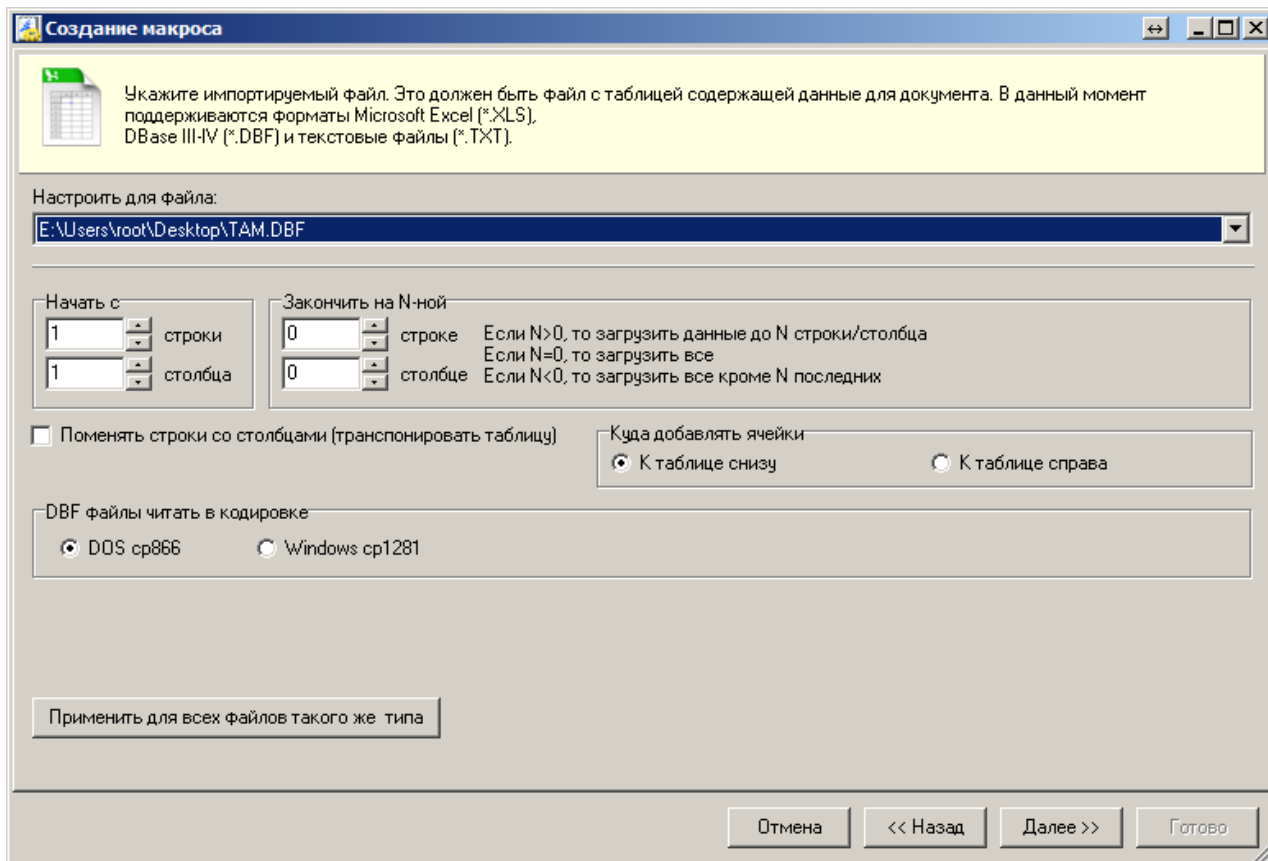 Создание макроса
Укажите импортируемый файл. Это должен быть файл с таблицей содержащей данные для документа. В данный момент
поддерживаются форматы Microsoft Excel (*.XLS),
DBase III-IV (*.DBF) и текстовые файлы (*.TXT).
Настроить для файла:
E:\Users\root\Desktop\TAM.DBF
Начать с
1 строки
1 столбца
Закончить на N-ной
0 строке
0 столбце
Если N>0, то загрузить данные до N строки/столбца
Если N=0, то загрузить все
Если N<0, то загрузить все кроме N последних
Поменять строки со столбцами (транспонировать таблицу)
Куда добавлять ячейки
К таблице снизу К таблице справа
DBF файлы читать в кодировке
DOS cp866 Windows cp1281
Применить для всех файлов такого же типа
Отмена << Назад Далее >> Готово